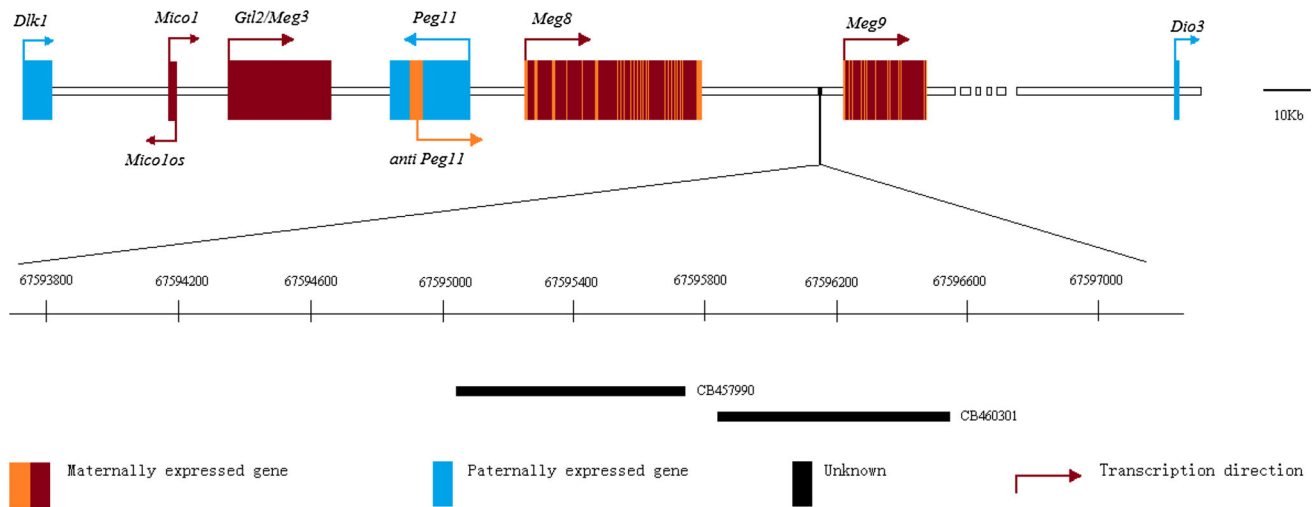 Dlk1 Mico1 Gtl2/Meg3 Peg11 Meg8 Meg9 Dio3
10Kb
Mico1os anti Peg11
67593800 67594200 67594600 67595000 67595400 67595800 67596200 67596600 67597000
CB457990
CB460301
Maternally expressed gene Paternally expressed gene Unknown Transcription direction